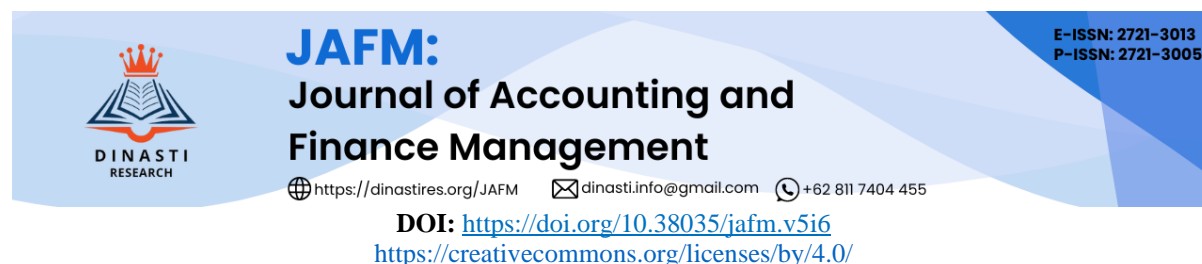 JAFM:
Journal of Accounting and
Finance Management
E-ISSN: 2721-3013
P-ISSN: 2721-3005
DINASTI
RESEARCH
https://dinastires.org/JAFM dinasti.info@gmail.com +62 811 7404 455
DOI: https://doi.org/10.38035/jafm.v5i6
https://creativecommons.org/licenses/by/4.0/